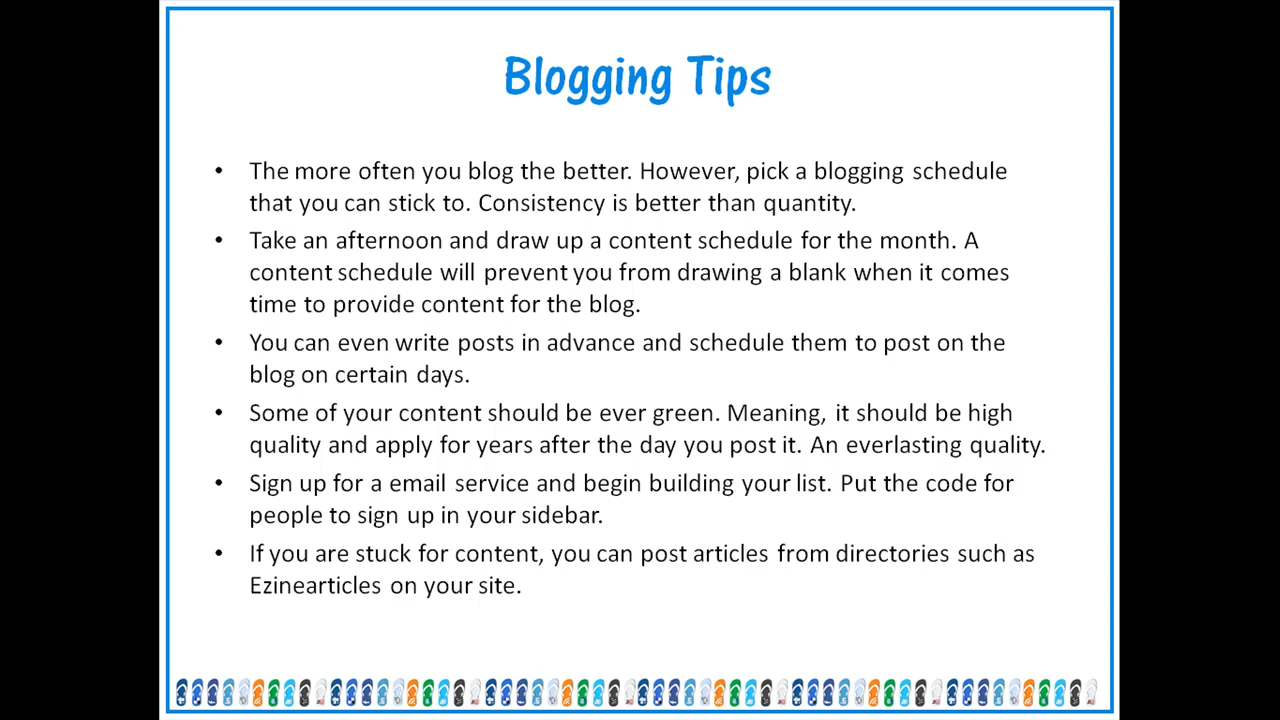 Blogging Tips
• The more often you blog the better. However, pick a blogging schedule
that you can stick to. Consistency is better than quantity.
• Take an afternoon and draw up a content schedule for the month. A
content schedule will prevent you from drawing a blank when it comes
time to provide content for the blog.
• You can even write posts in advance and schedule them to post on the
blog on certain days.
• Some of your content should be ever green. Meaning, it should be high
quality and apply for years after the day you post it. An everlasting quality.
• Sign up for a email service and begin building your list. Put the code for
people to sign up in your sidebar.
• If you are stuck for content, you can post articles from directories such as
Ezinearticles on your site.